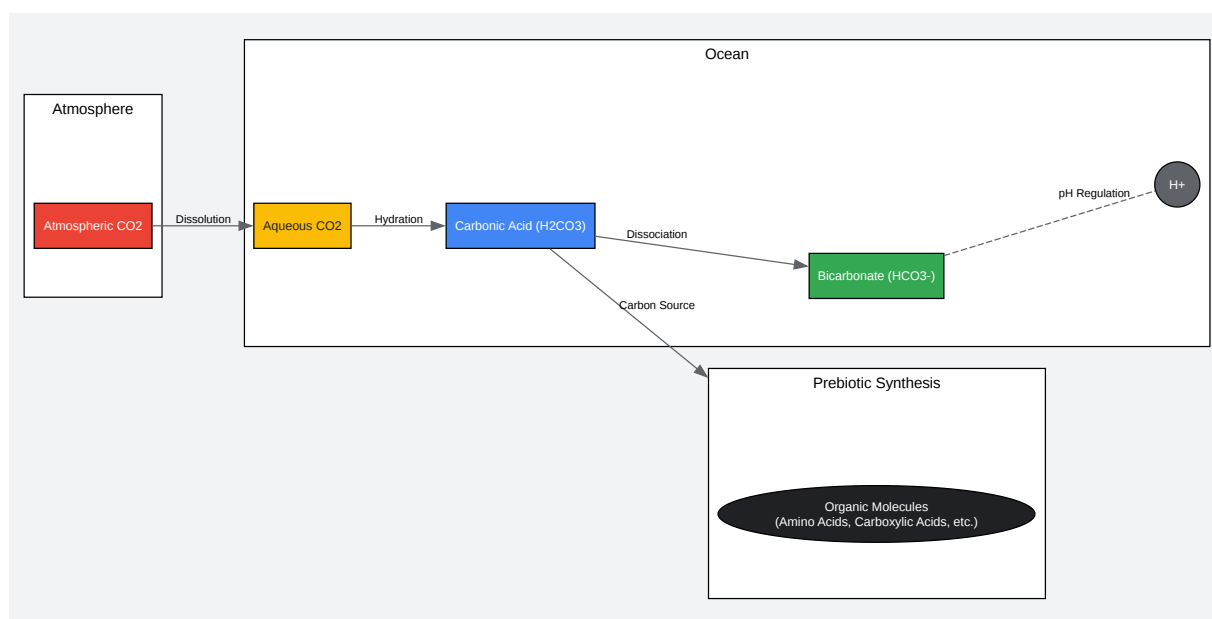 Ocean
Atmosphere
Atmospheric CO2
Dissolution
Aqueous CO2
Hydration
Carbonic Acid (H2CO3)
Dissociation
Bicarbonate (HCO3-)
pH Regulation
H+
Carbon Source
Prebiotic Synthesis
Organic Molecules
(Amino Acids, Carboxylic Acids, etc.)